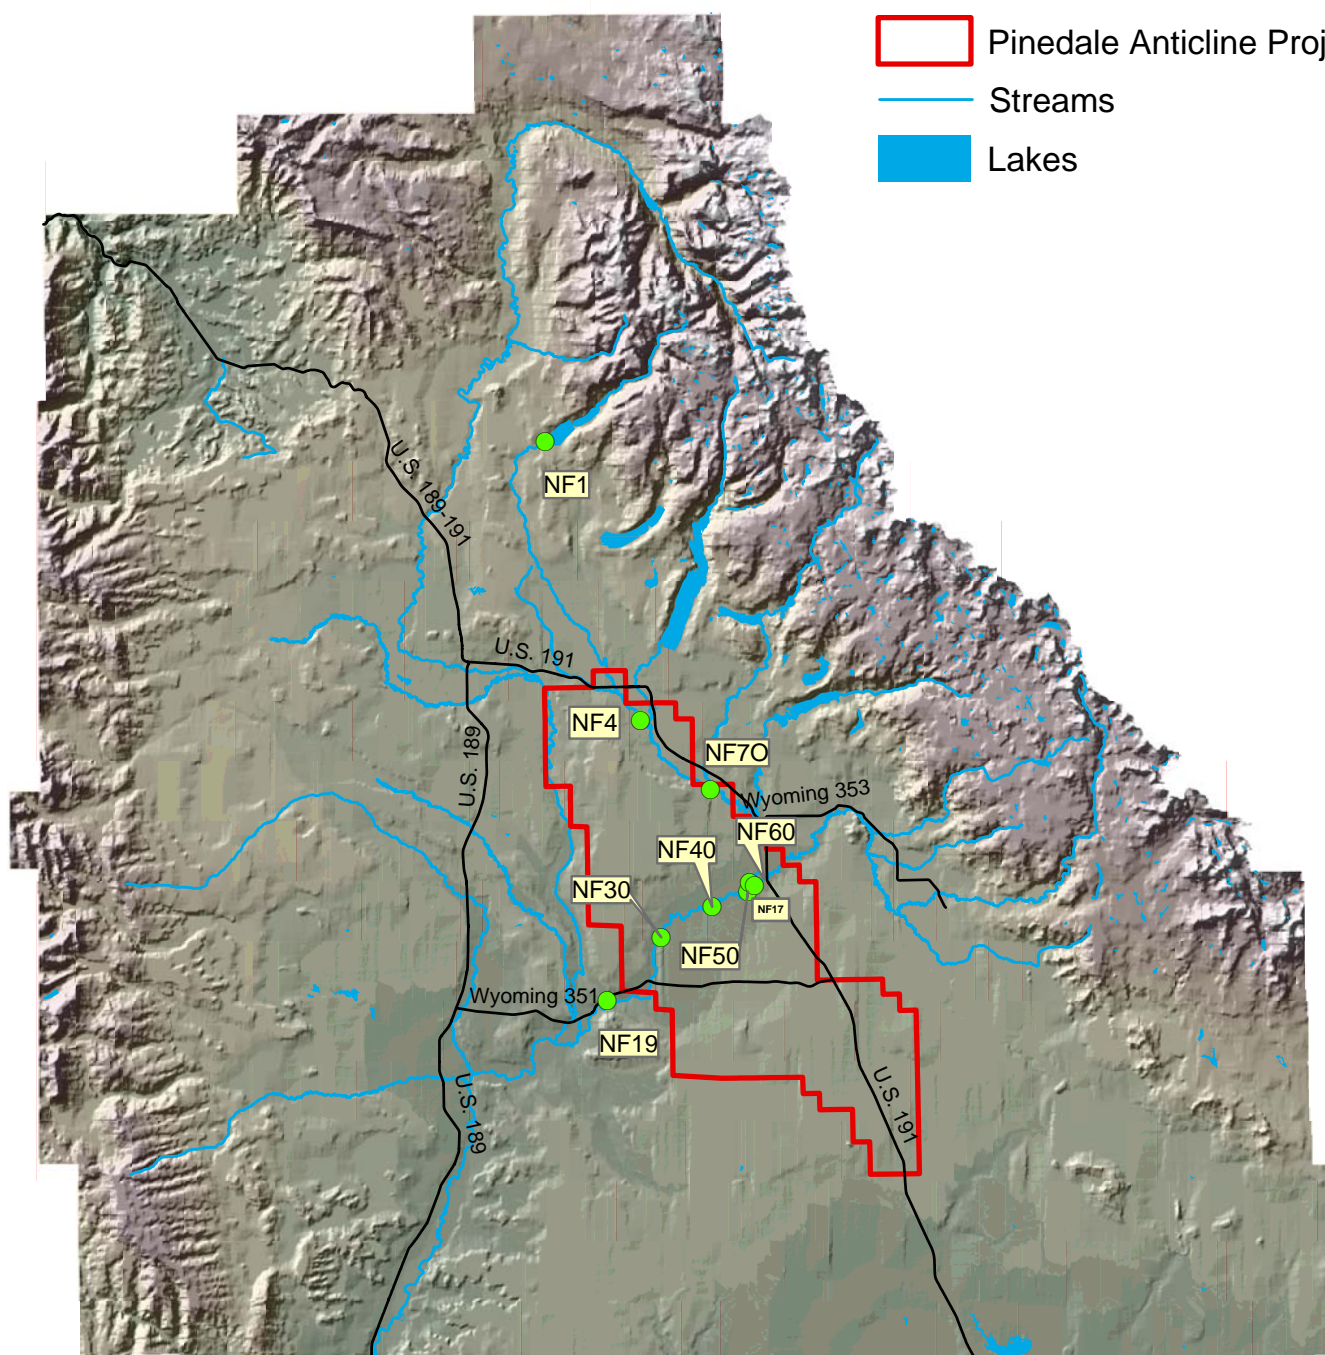 Pinedale Anticline Proj
Streams
Lakes
U.S. 189-191
NF1
U.S. 191
NF4
U.S. 189
NF7O
Wyoming 353
NF60
NF40
NF30
NF17
NF50
Wyoming 351
NF19
U.S. 189
U.S. 191